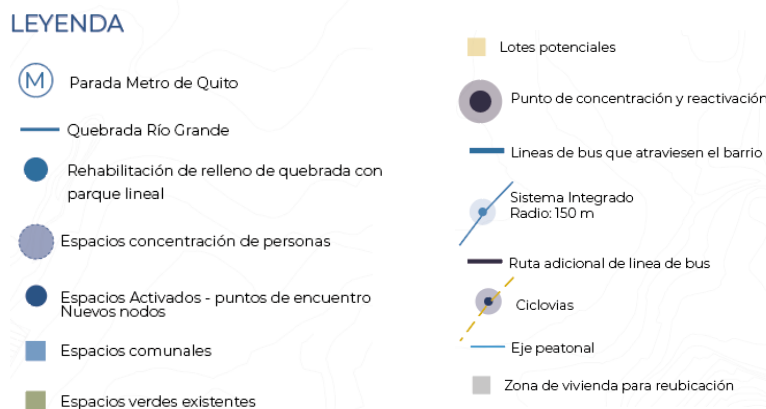 LEYENDA
M
Parada Metro de Quito
Quebrada Río Grande
Rehabilitación de relleno de quebrada con
parque lineal
Espacios concentración de personas
Espacios Activados - puntos de encuentro
Nuevos nodos
Espacios comunales
Espacios verdes existentes
Lotes potenciales
Punto de concentración y reactivación
Lineas de bus que atraviesen el barrio
Sistema Integrado
Radio: 150 m
Ruta adicional de linea de bus
Ciclovias
Eje peatonal
Zona de vivienda para reubicación